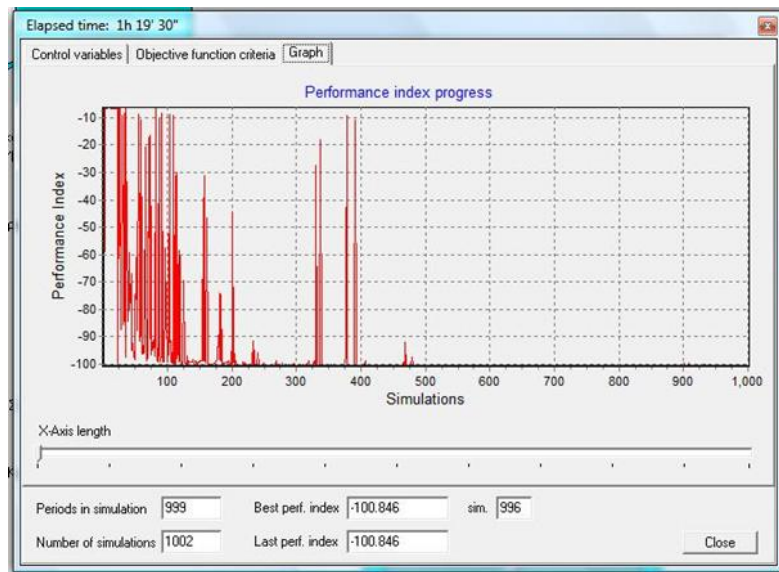 Elapsed time: 1h 19' 30"
Control variables Objective function criteria Graph
Performance index progress
Performance Index
-10
-20
-30
-40
-50
-60
-70
-80
-90
-100
100 200 300 400 500 600 700 800 900 1,000
Simulations
X-Axis length
Periods in simulation 999 Best perf. index -100.846 sim. 996
Number of simulations 1002 Last perf. index -100.846 Close